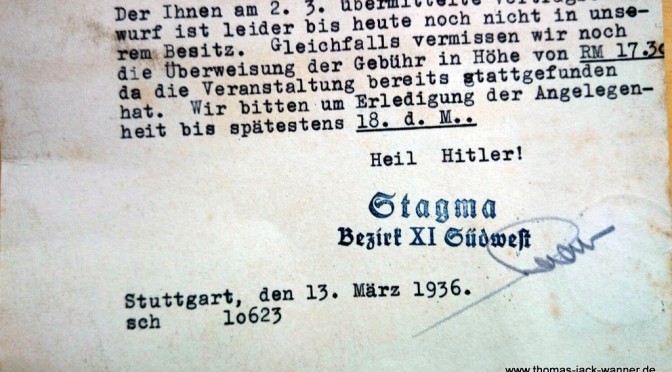 Der Ihnen am 2. 3. übermittelte
wurf ist leider bis heute noch nicht in unse-
rem Besitz. Gleichfalls vermissen wir noch
die Überweisung der Gebühr in Höhe von RM 17.3o
da die Veranstaltung bereits stattgefunden
hat. Wir bitten um Erledigung der Angelegen-
heit bis spätestens 18. d. M..
Heil Hitler!
Stagma
Bezirk XI Südwest
Stuttgart, den 13. März 1936.
sch 1o623
www.thomas-jack-wanner.de